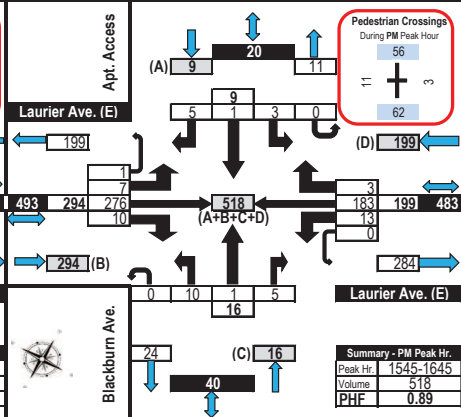 Apt. Access
20
(A) 9 11
9
5 1 3 0
Pedestrian Crossings
During PM Peak Hour
56
11 3
62
Laurier Ave. (E)
199
(D) 199
1
7
493 294 276
10
518
(A+B+C+D)
3
183 199 483
13
0
294 (B)
284
Laurier Ave. (E)
0 10 1 5
16
Blackburn Ave.
24
(C) 16
40
Summary - PM Peak Hr.
Peak Hr. 1545-1645
Volume 518
PHF 0.89